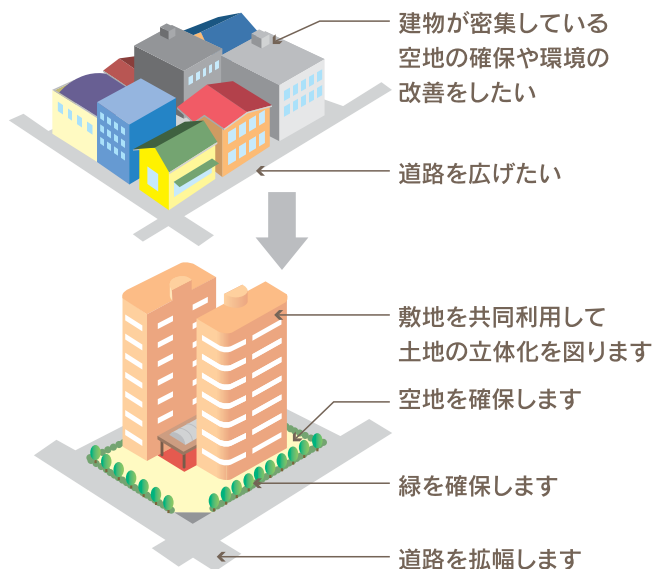 建物が密集している
空地の確保や環境の
改善をしたい
道路を広げたい
敷地を共同利用して
土地の立体化を図ります
空地を確保します
緑を確保します
道路を拡幅します